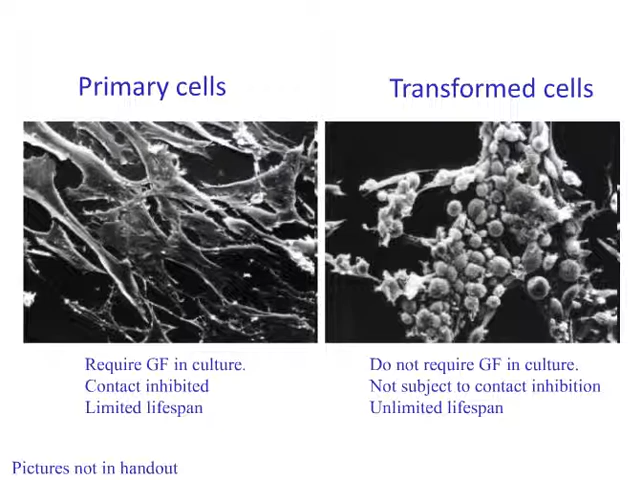 Primary cells
Transformed cells
Require GF in culture.
Contact inhibited
Limited lifespan
Do not require GF in culture.
Not subject to contact inhibition
Unlimited lifespan
Pictures not in handout